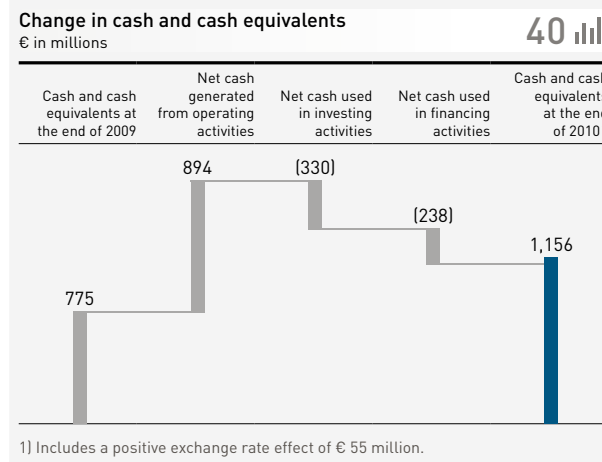 Change in cash and cash equivalents
€ in millions
40
Cash and cash
equivalents at
the end of 2009
Net cash
generated
from operating
activities
Net cash used
in investing
activities
Net cash used
in financing
activities
Cash and cash
equivalents
at the end
of 2010
775
894
(330)
(238)
1,156
1) Includes a positive exchange rate effect of € 55 million.